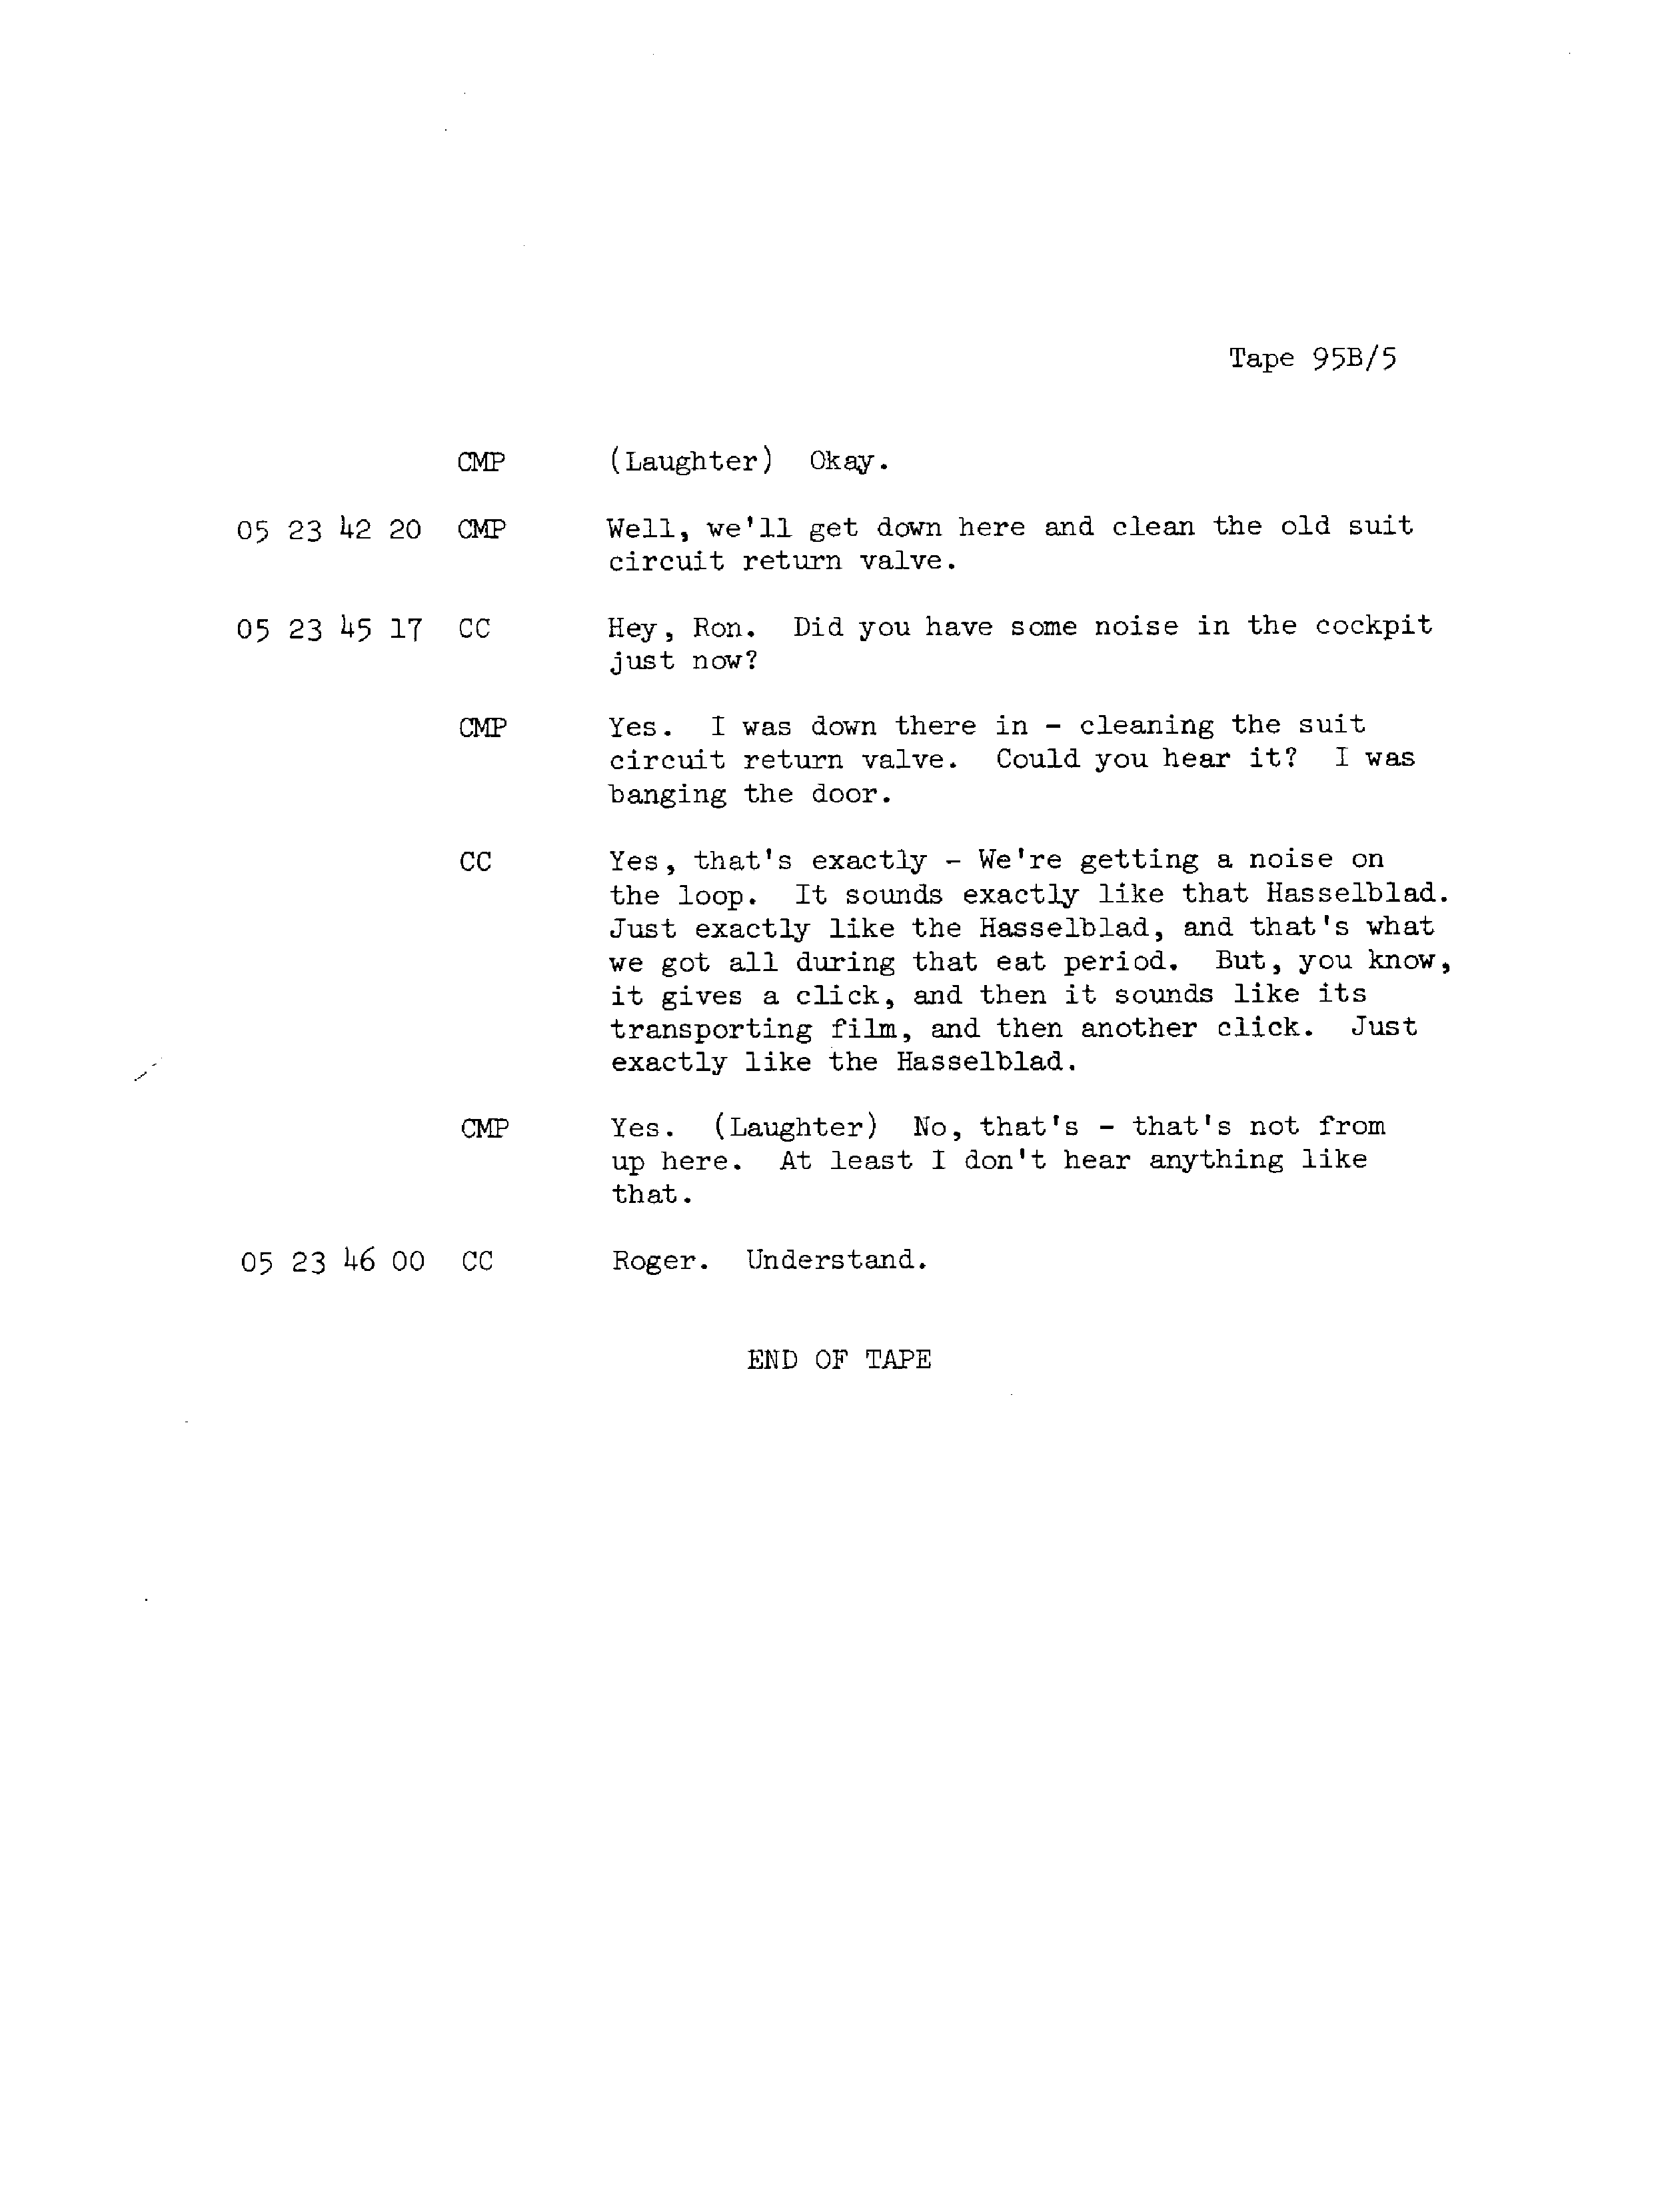 Tape 95B/5
CMP (Laughter) Okay.
05 23 42 20 CMP Well, we'll get down here and clean the old suit
circuit return valve.
05 23 45 17 CC Hey, Ron. Did you have some noise in the cockpit
just now?
CMP Yes. I was down there in - cleaning the suit
circuit return valve. Could you hear it? I was
banging the door.
CC Yes, that's exactly - We're getting a noise on
the loop. It sounds exactly like that Hasselblad.
Just exactly like the Hasselblad, and that's what
we got all during that eat period. But, you know,
it gives a click, and then it sounds like its
transporting film, and then another click. Just
exactly like the Hasselblad.
CMP Yes. (Laughter) No, that's - that's not from
up here. At least I don't hear anything like
that.
05 23 46 00 CC Roger. Understand.
END OF TAPE